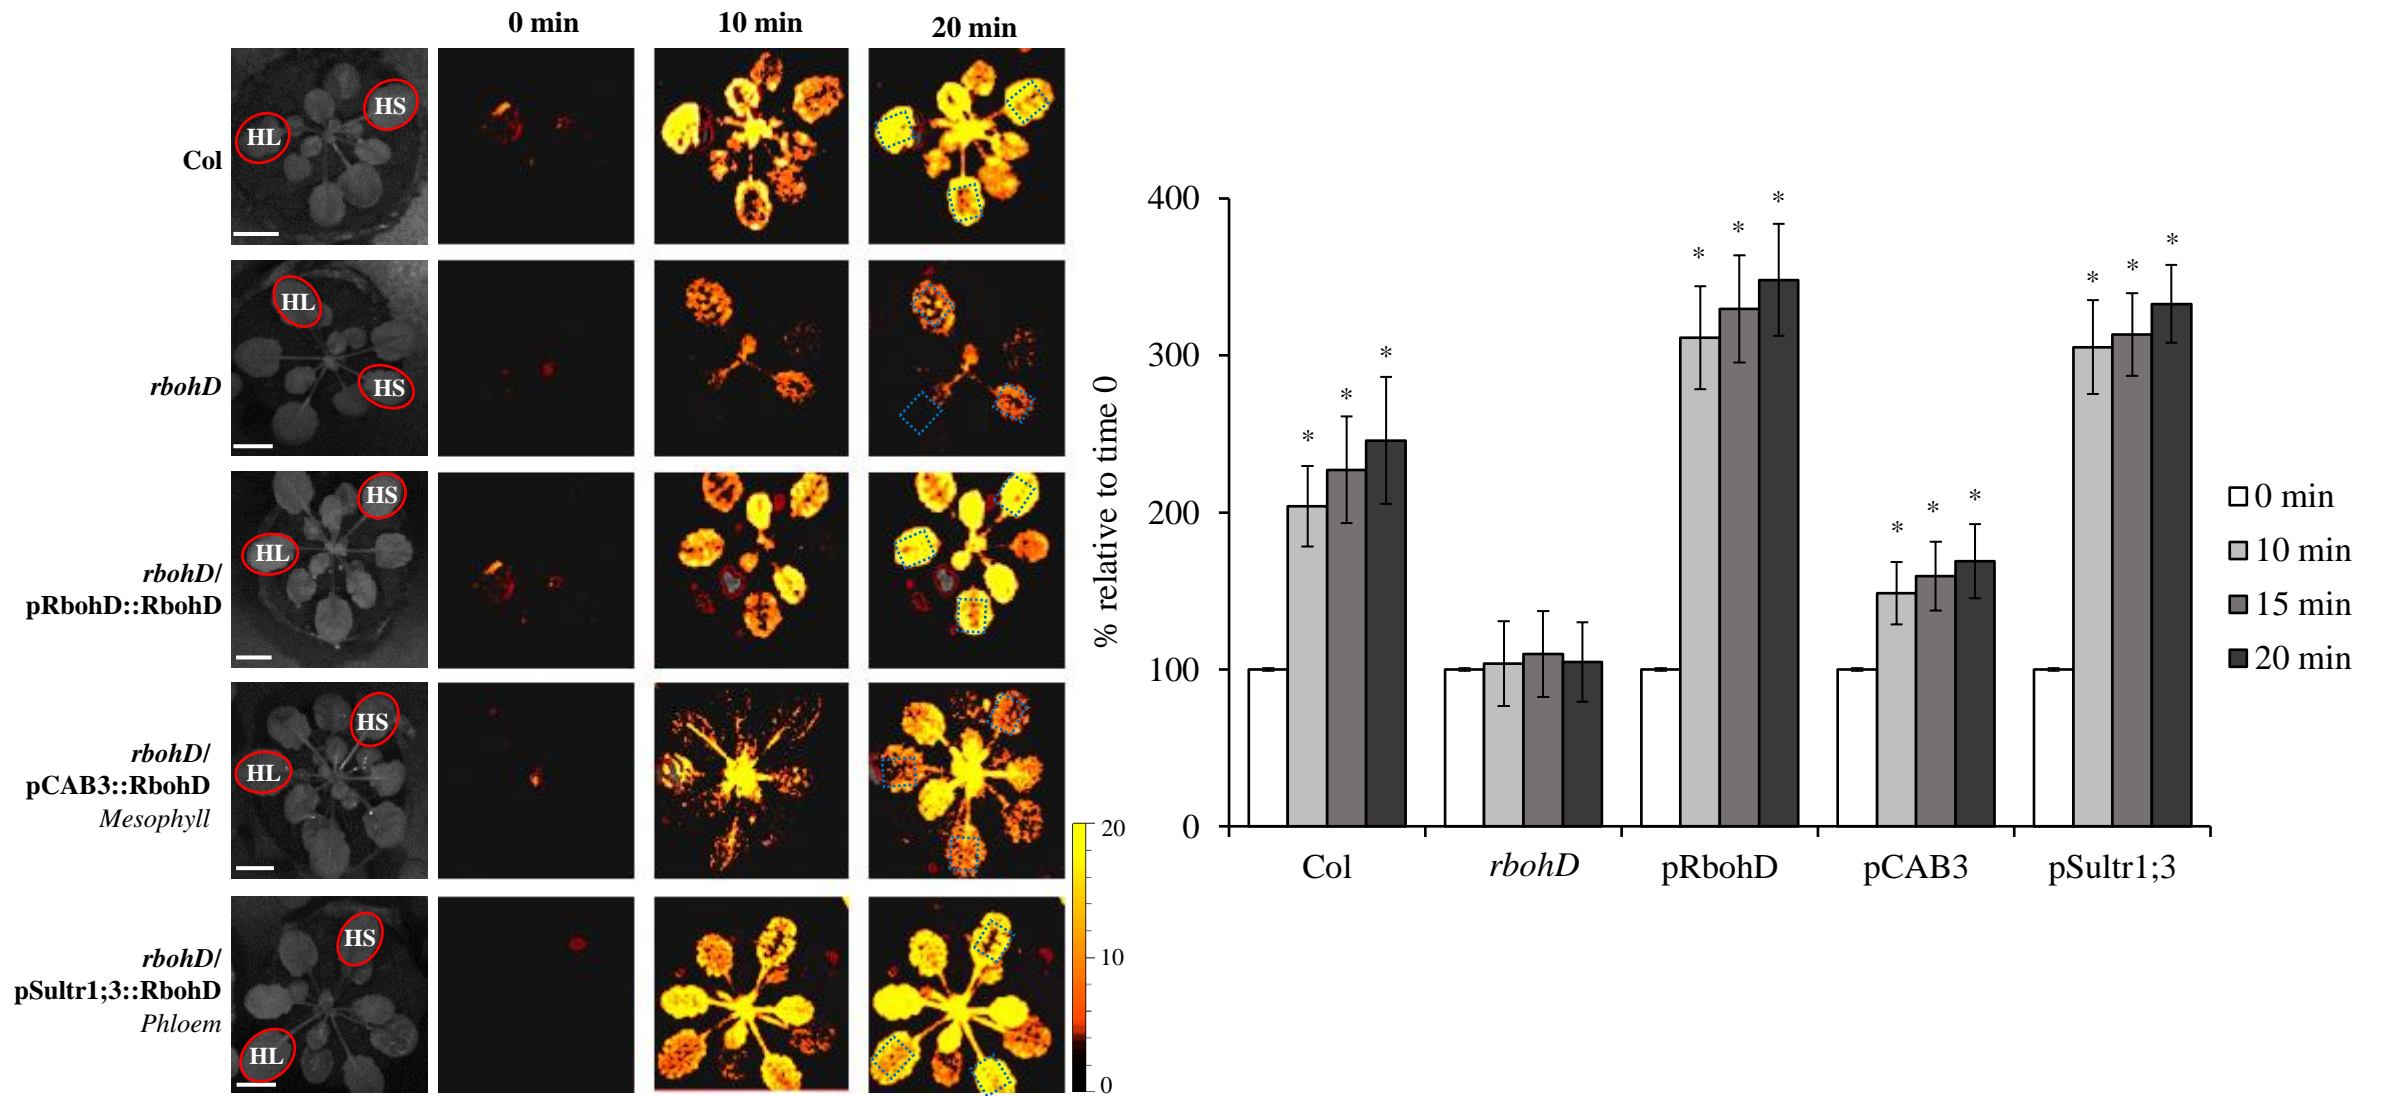 0 min
10 min
20 min
Col
HL
HS
rbohD
HL
HS
rbohD/
pRbohD::RbohD
HS
HL
rbohD/
pCAB3::RbohD
Mesophyll
HS
HL
rbohD/
pSultr1;3::RbohD
Phloem
HS
HL
20
10
0
% relative to time 0
400
300
200
100
0
* * *
* * *
* * *
* * *
Col
rbohD
pRbohD
pCAB3
pSultr1;3
0 min
10 min
15 min
20 min